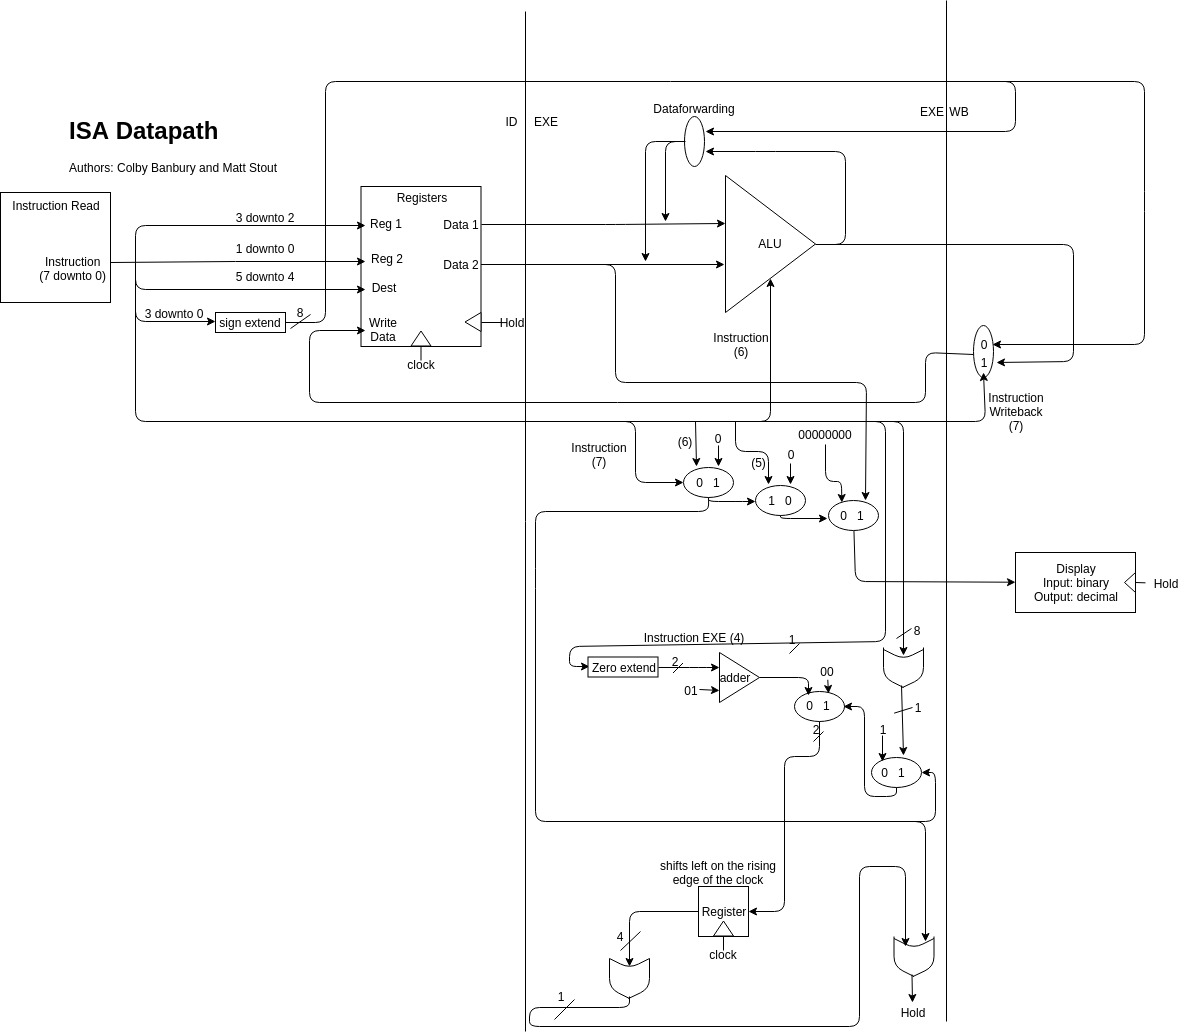 ISA Datapath
Authors: Colby Banbury and Matt Stout
ID
EXE
EXE
WB
Dataforwarding
Instruction Read
Instruction
(7 downto 0)
3 downto 2
1 downto 0
5 downto 4
3 downto 0
sign extend
8
Registers
Reg 1
Data 1
Reg 2
Data 2
Dest
Write
Data
Hold
clock
ALU
Instruction
(6)
0
1
Instruction
Writeback
(7)
Instruction
(7)
(6)
0
(5)
0
00000000
0 1
1 0
0 1
Display
Input: binary
Output: decimal
Hold
Instruction EXE (4)
1
8
Zero extend
2
01
adder
00
0 1
2
1
1
0 1
shifts left on the rising
edge of the clock
Register
clock
4
1
Hold